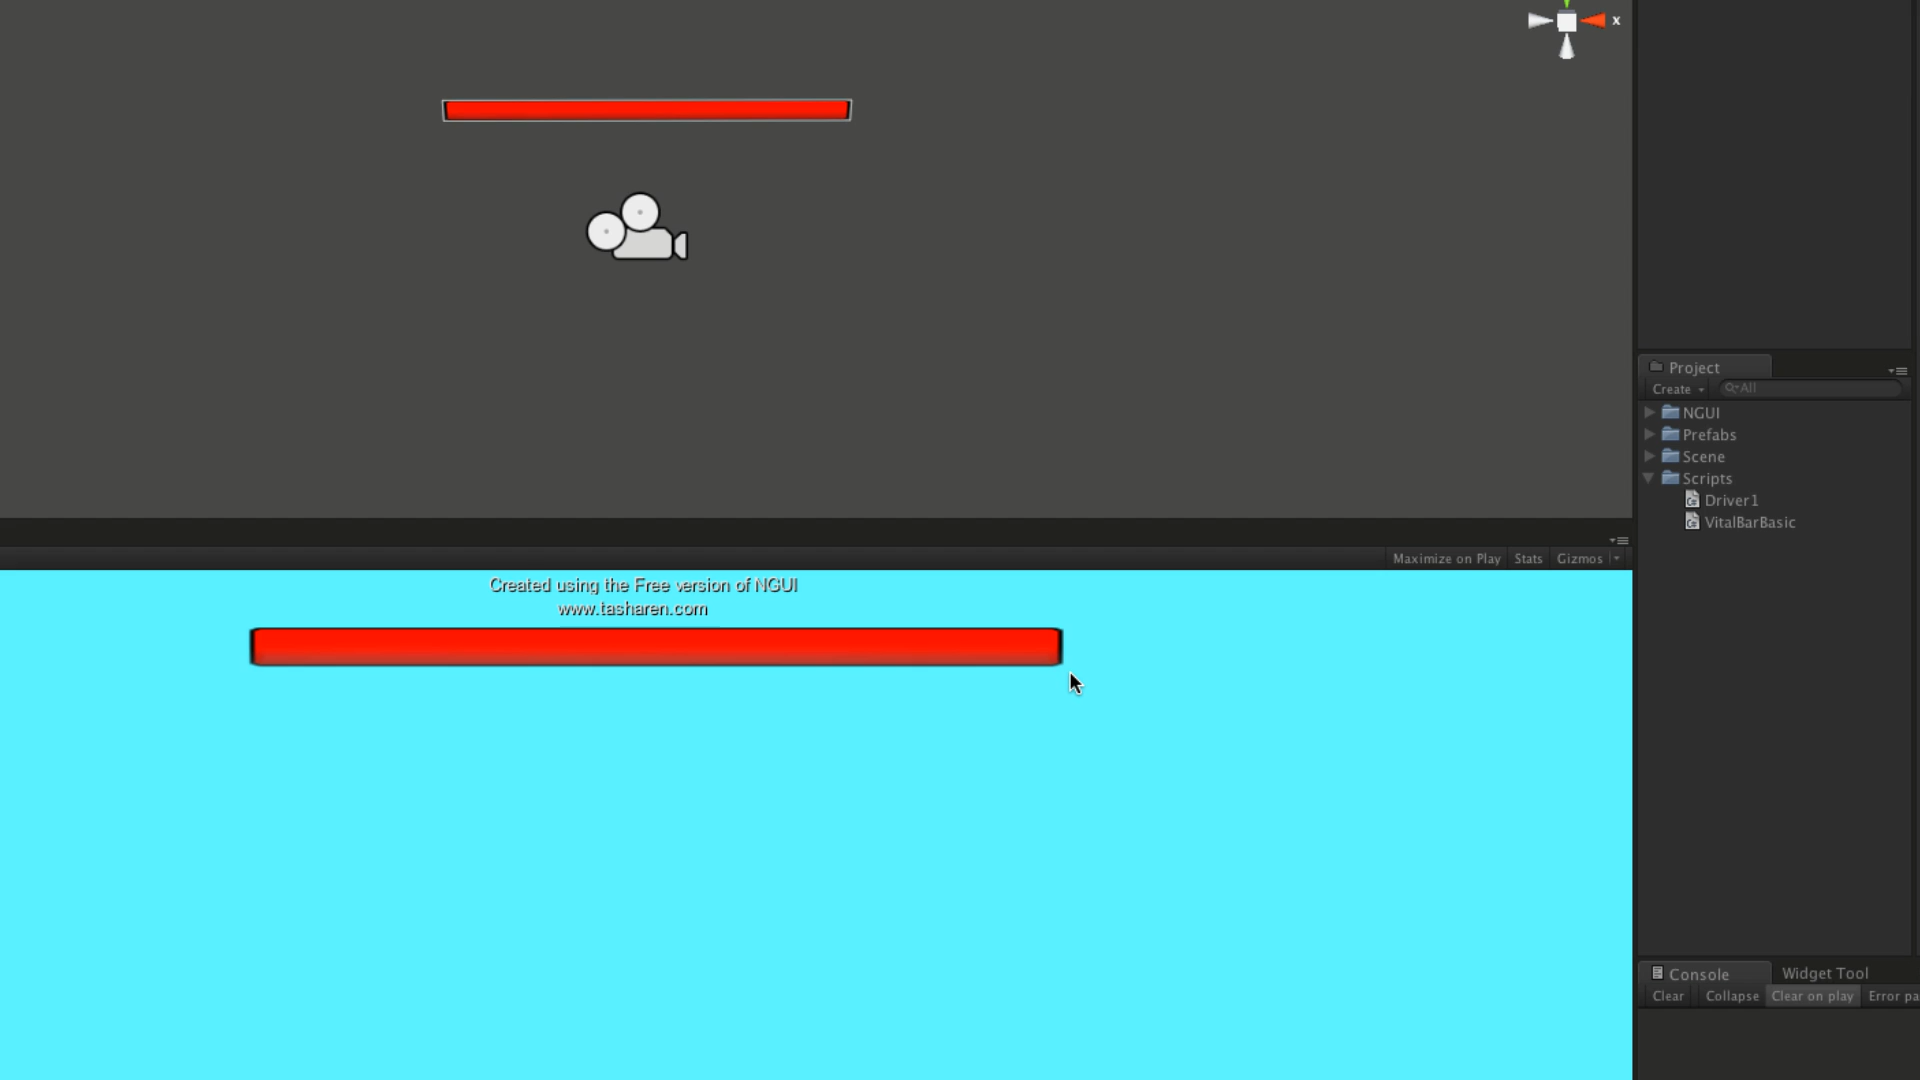 x
Project
Create
All
NGUI
Prefabs
Scene
Scripts
Driver1
VitalBarBasic
Maximize on Play
Stats
Gizmos
Created using the Free version of NGUI
www.tasharen.com
Console
Widget Tool
Clear
Collapse
Clear on play
Error pa